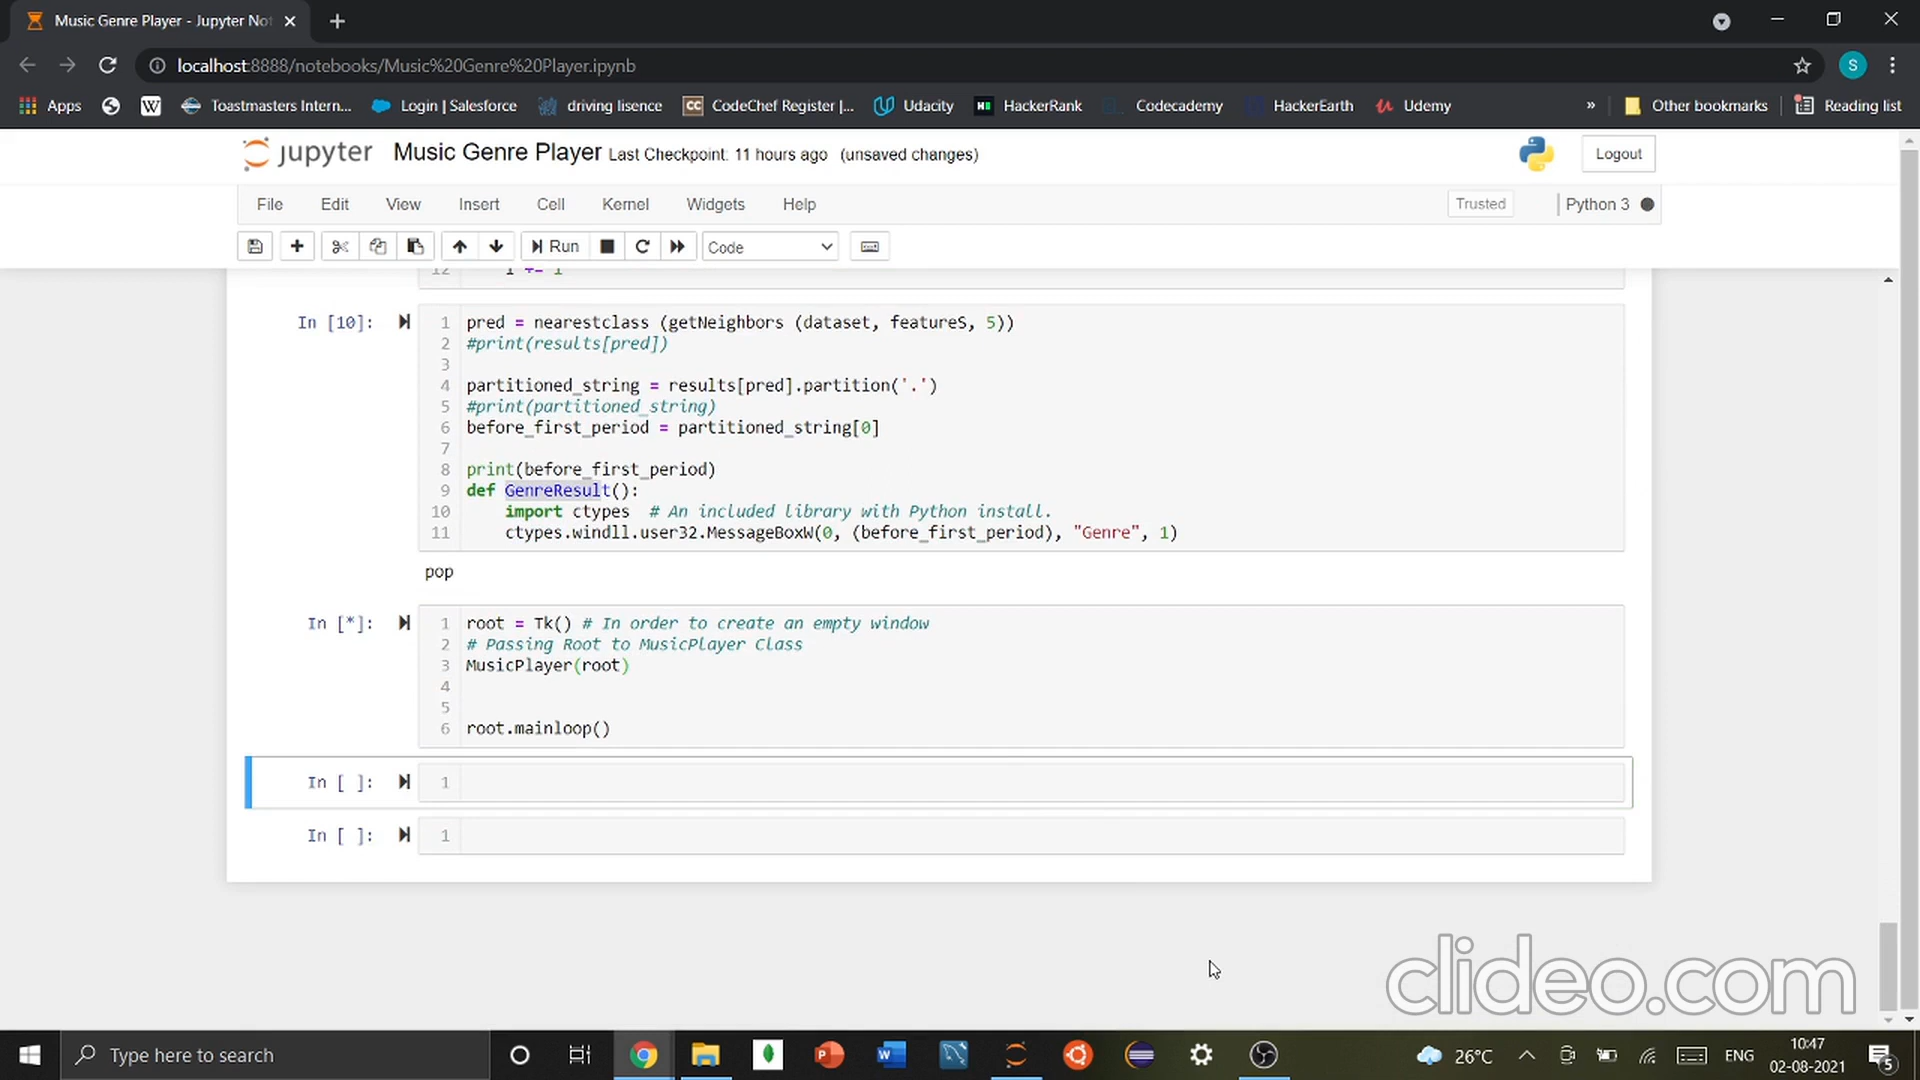 Music Genre Player - Jupyter Not
localhost:8888/notebooks/Music%20Genre%20Player.ipynb
S
Apps
W
Toastmasters Intern...
Login | Salesforce
driving lisence
CC
CodeChef Register |...
Udacity
HackerRank
Codecademy
HackerEarth
Udemy
»
Other bookmarks
Reading list
jupyter Music Genre Player Last Checkpoint: 11 hours ago (unsaved changes)
Logout
File Edit View Insert Cell Kernel Widgets Help
Trusted
Python 3
Run
Code
12 i += 1
In [10]:
1 pred = nearestclass (getNeighbors (dataset, featureS, 5))
2 #print(results[pred])
3
4 partitioned_string = results[pred].partition('.')
5 #print(partitioned_string)
6 before_first_period = partitioned_string[0]
7
8 print(before_first_period)
9 def GenreResult():
10 import ctypes # An included library with Python install.
11 ctypes.windll.user32.MessageBoxW(0, (before_first_period), "Genre", 1)
pop
In [*]:
1 root = Tk() # In order to create an empty window
2 # Passing Root to MusicPlayer Class
3 MusicPlayer(root)
4
5
6 root.mainloop()
In [ ]: 1
In [ ]: 1
clideo.com
Type here to search
26°C
ENG
10:47
02-08-2021
5